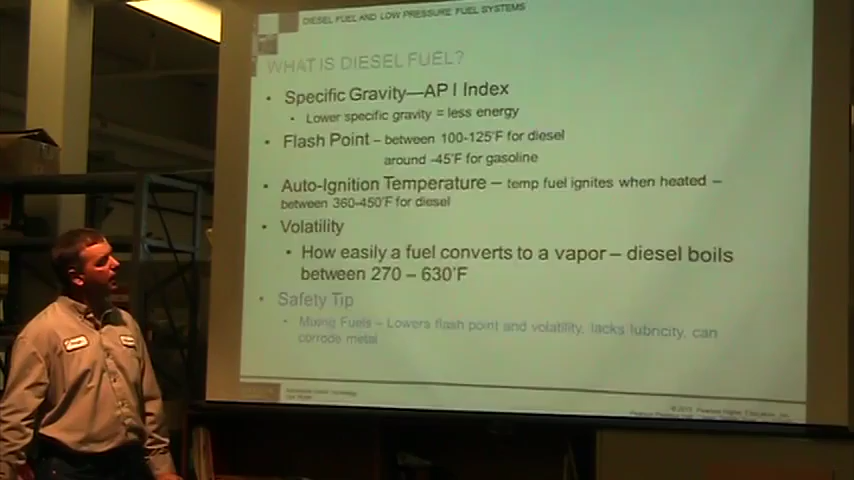 DIESEL FUEL AND LOW PRESSURE FUEL SYSTEMS
WHAT IS DIESEL FUEL?
• Specific Gravity—AP I Index
• Lower specific gravity = less energy
• Flash Point – between 100-125°F for diesel
around -45°F for gasoline
• Auto-Ignition Temperature – temp fuel ignites when heated –
between 360-450°F for diesel
• Volatility
• How easily a fuel converts to a vapor – diesel boils
between 270 – 630°F
• Safety Tip
• Mixing Fuels – Lowers flash point and volatility, lacks lubricity, can
corrode metal